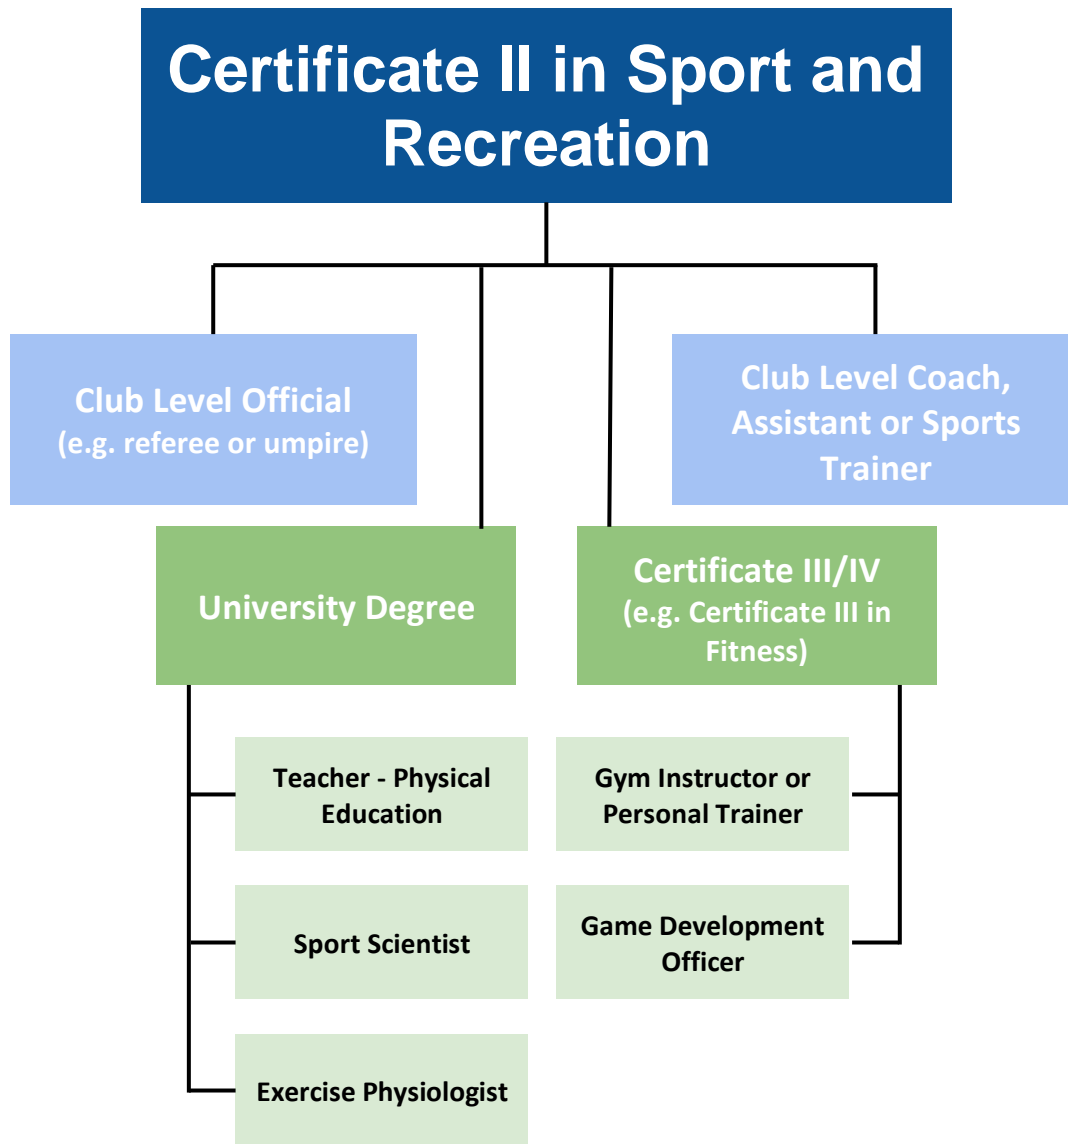 Certificate II in Sport and
Recreation
Club Level Official
(e.g. referee or umpire)
Club Level Coach,
Assistant or Sports
Trainer
University Degree
Certificate III/IV
(e.g. Certificate III in
Fitness)
Teacher - Physical
Education
Gym Instructor or
Personal Trainer
Sport Scientist
Game Development
Officer
Exercise Physiologist